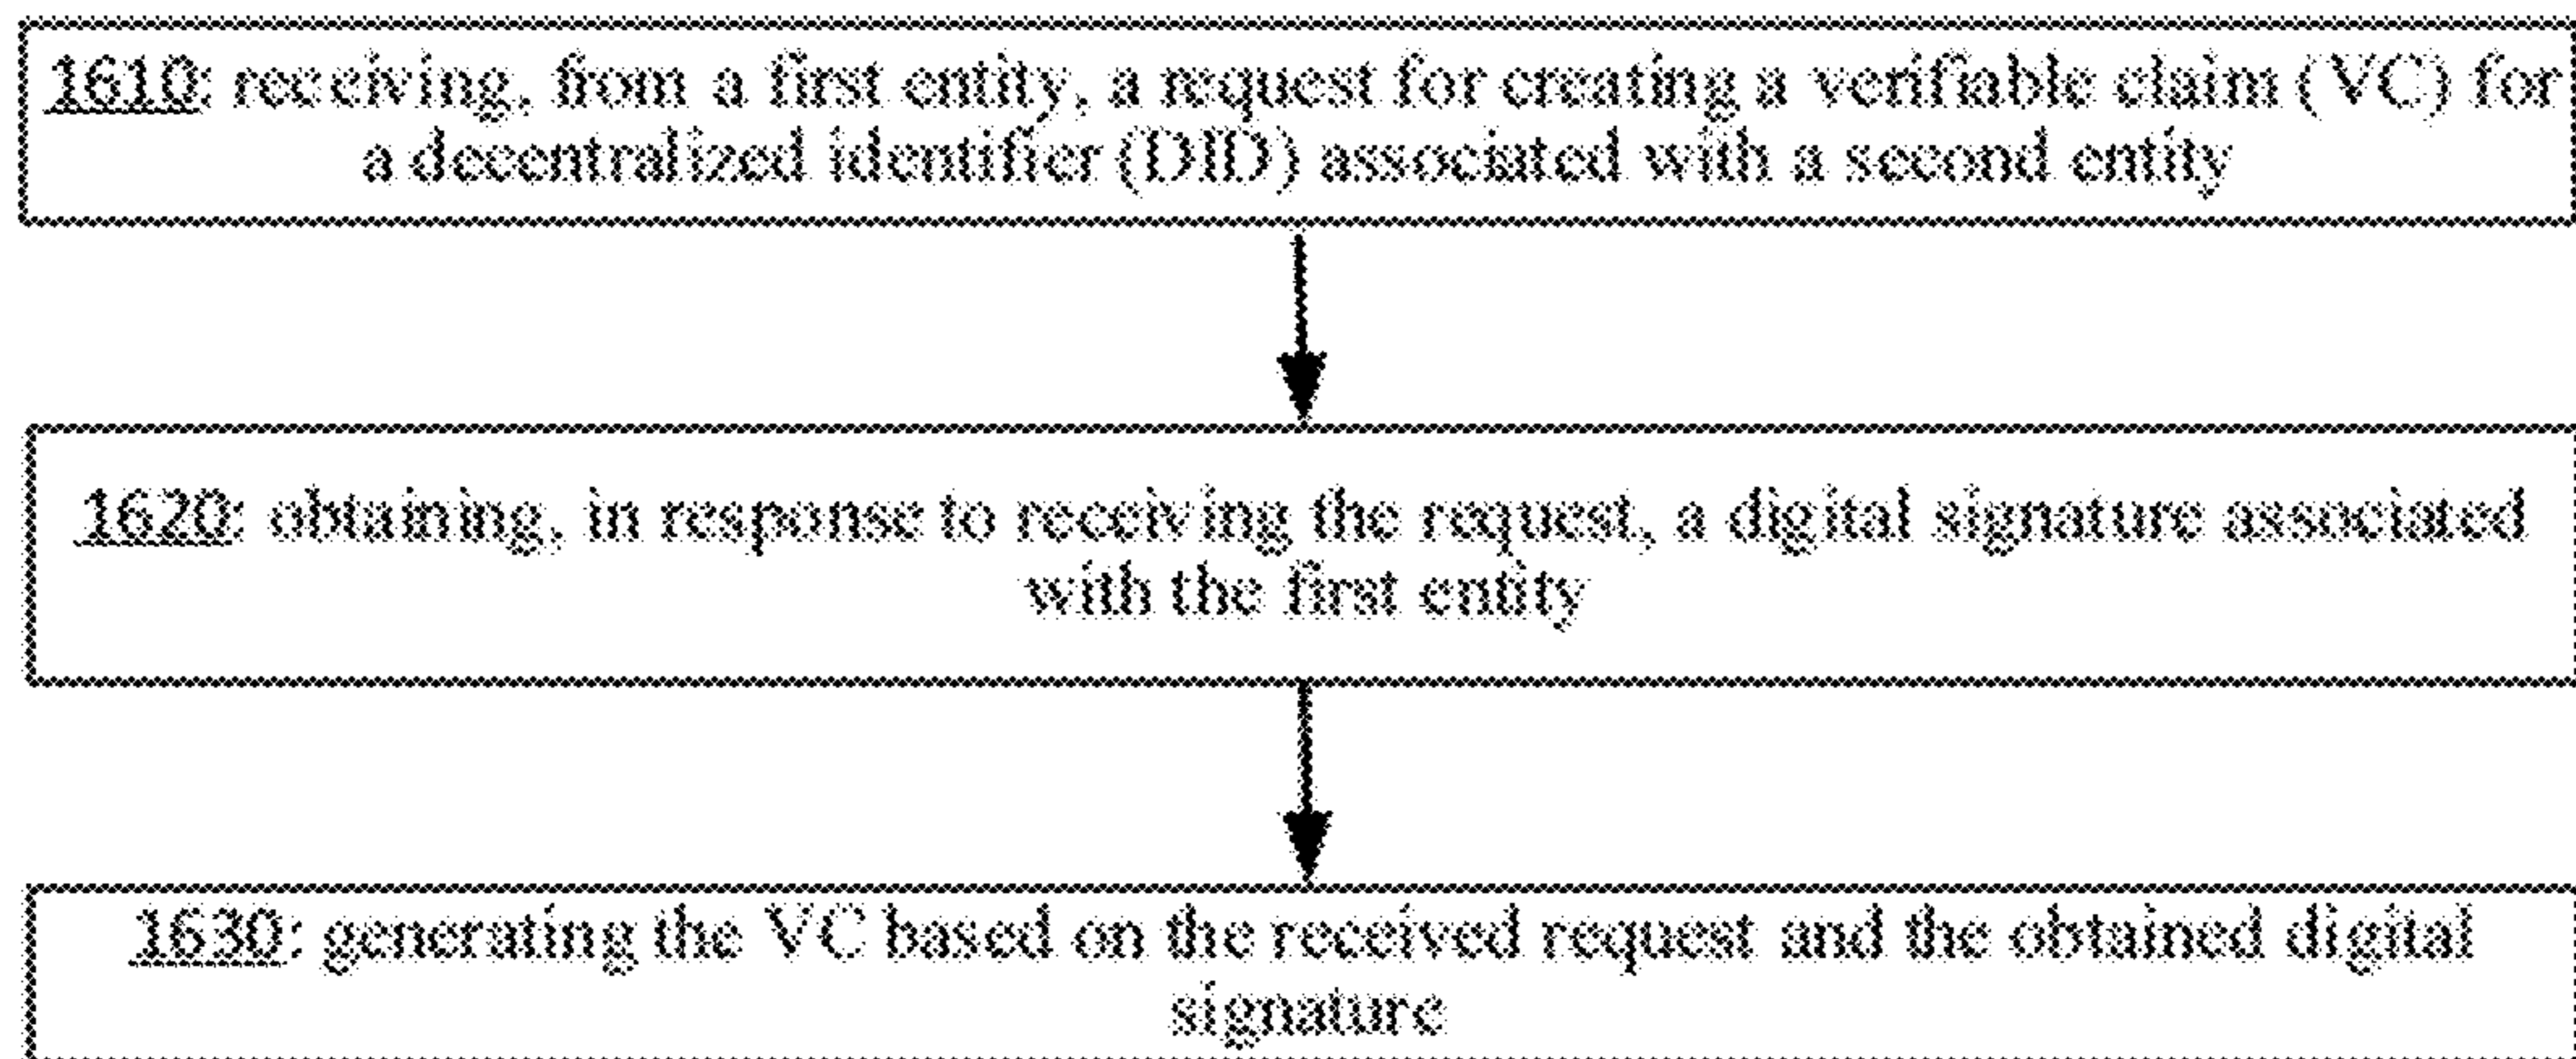 1610: receiving, from a first entity, a request for creating a verifiable claim (VC) for
a decentralized identifier (DID) associated with a second entity
1620: obtaining, in response to receiving the request, a digital signature associated
with the first entity
1630: generating the VC based on the received request and the obtained digital
signature